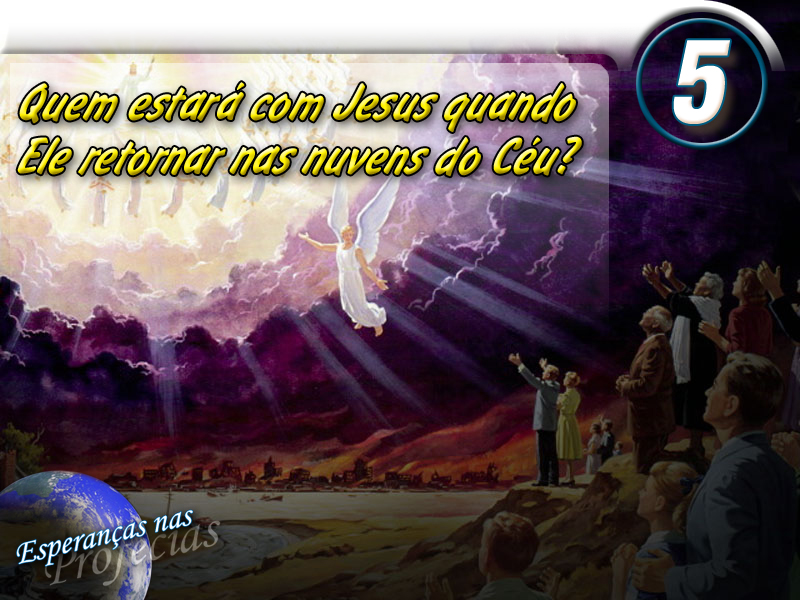 5
Quem estará com Jesus quando
Ele retornar nas nuvens do Céu?
Esperanças nas
Profecias